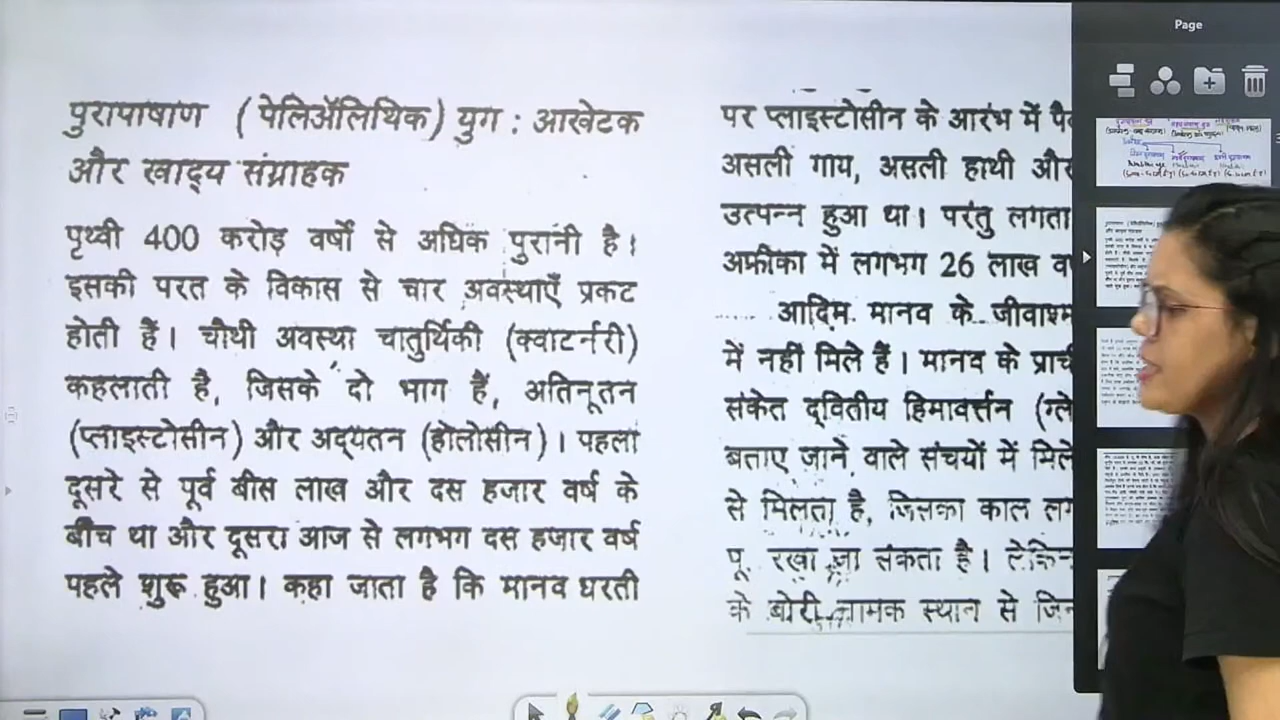 पुरापाषाण (पेलिऑलिथिक) युग : आखेटक
और खाद्य संग्राहक
पृथ्वी 400 करोड़ वर्षों से अधिक पुरानी है।
इसकी परत के विकास से चार अवस्थाएँ प्रकट
होती हैं। चौथी अवस्था चातुर्थिकी (क्वाटर्नरी)
कहलाती है, जिसके दो भाग हैं, अतिनूतन
(प्लाइस्टोसीन) और अद्यतन (होलोसीन)। पहला
दूसरे से पूर्व बीस लाख और दस हजार वर्ष के
बीच था और दूसरा आज से लगभग दस हजार वर्ष
पहले शुरू हुआ। कहा जाता है कि मानव धरती
पर प्लाइस्टोसीन के आरंभ में
असली गाय, असली हाथी और
उत्पन्न हुआ था। परंतु लगता
अफ्रीका में लगभग 26 लाख
आदिम मानव के जीवाश्म
में नहीं मिले हैं। मानव के
संकेत द्वितीय हिमावर्त्तन
बताए जाने वाले संचयों में मिले
से मिलता है, जिसका काल
पू. रखा जा सकता है। लेकिन
के बोरी नामक स्थान से
Page